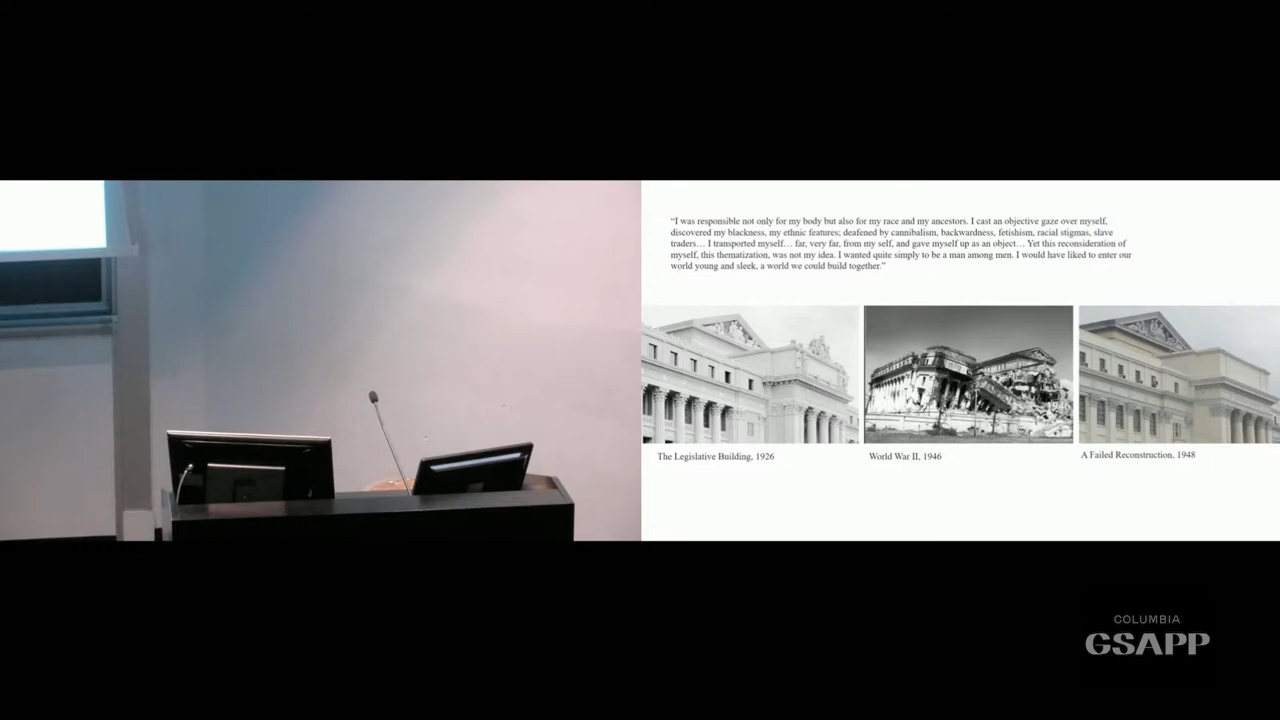 “I was responsible not only for my body but also for my race and my ancestors. I cast an objective gaze over myself,
discovered my blackness, my ethnic features; deafened by cannibalism, backwardness, fetishism, racial stigmas, slave
traders… I transported myself… far, very far, from my self, and gave myself up as an object… Yet this reconsideration of
myself, this thematization, was not my idea. I wanted quite simply to be a man among men. I would have liked to enter our
world young and sleek, a world we could build together.”
The Legislative Building, 1926
World War II, 1946
A Failed Reconstruction, 1948
COLUMBIA
GSAPP